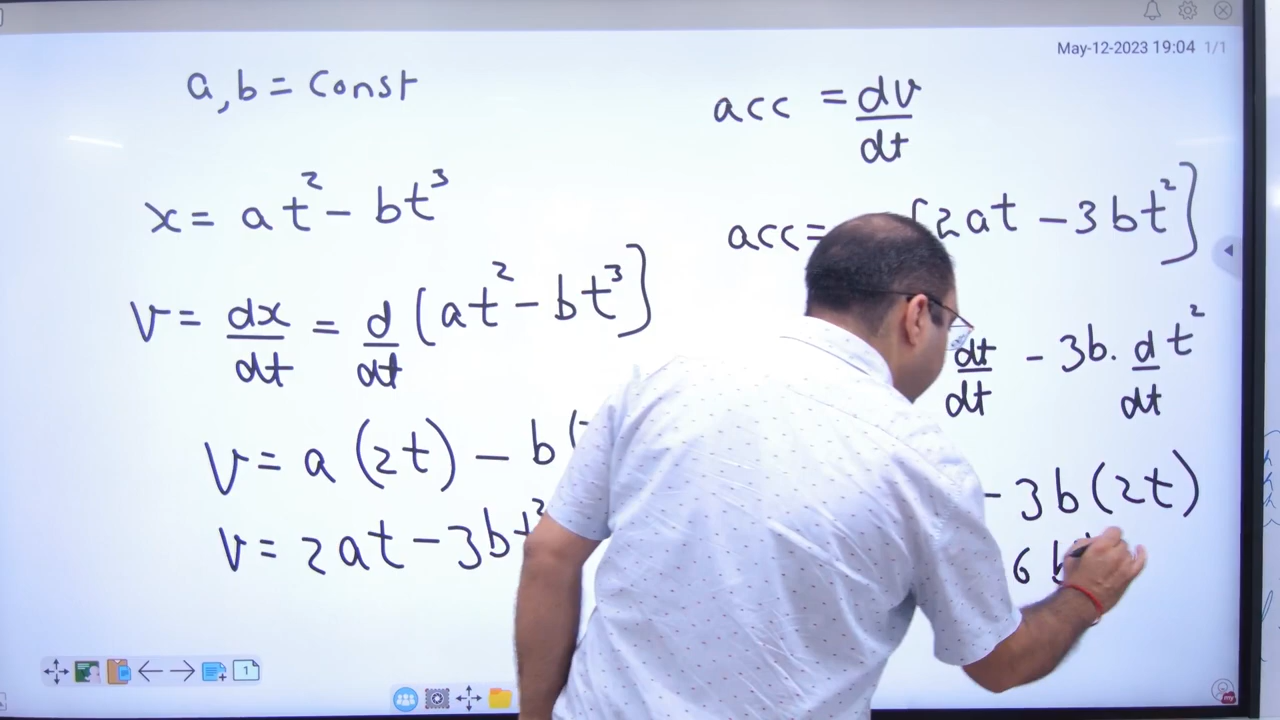 May-12-2023 19:04 1/1
a, b = Const
x = at² - bt³
v = dx/dt = d/dt (at² - bt³]
v = a (2t) - b (
v = 2at - 3bt²
acc = dv/dt
acc = [2at - 3bt²]
dt/dt - 3b. d/dt t²
- 3b (2t)
6 b
1